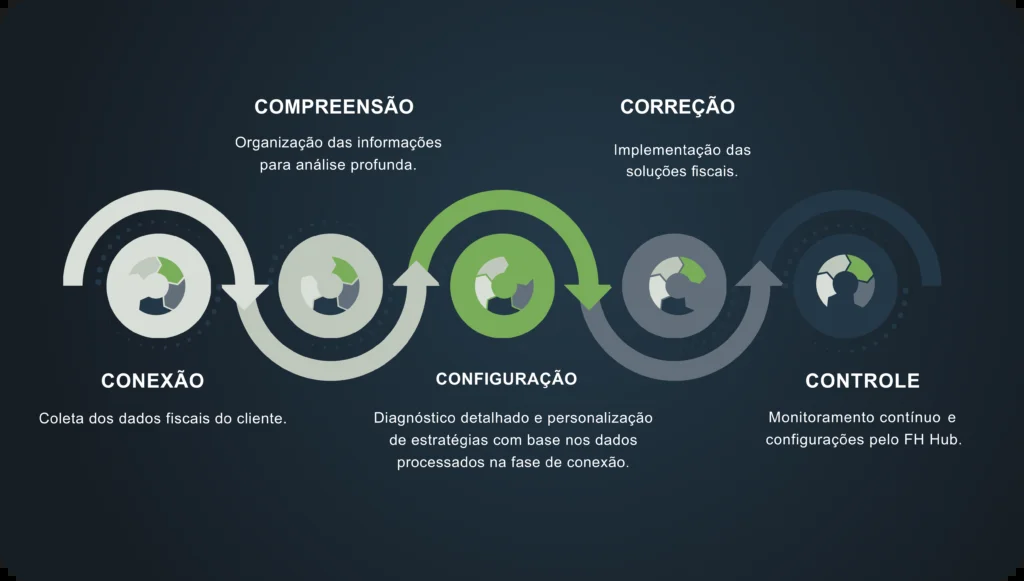 COMPREENSÃO
Organização das informações
para análise profunda.
CORREÇÃO
Implementação das
soluções fiscais.
CONEXÃO
Coleta dos dados fiscais do cliente.
CONFIGURAÇÃO
Diagnóstico detalhado e personalização
de estratégias com base nos dados
processados na fase de conexão.
CONTROLE
Monitoramento contínuo e
configurações pelo FH Hub.